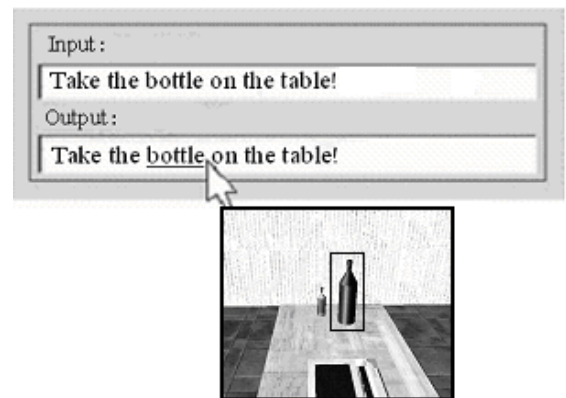 Input:
Take the bottle on the table!
Output:
Take the bottle on the table!